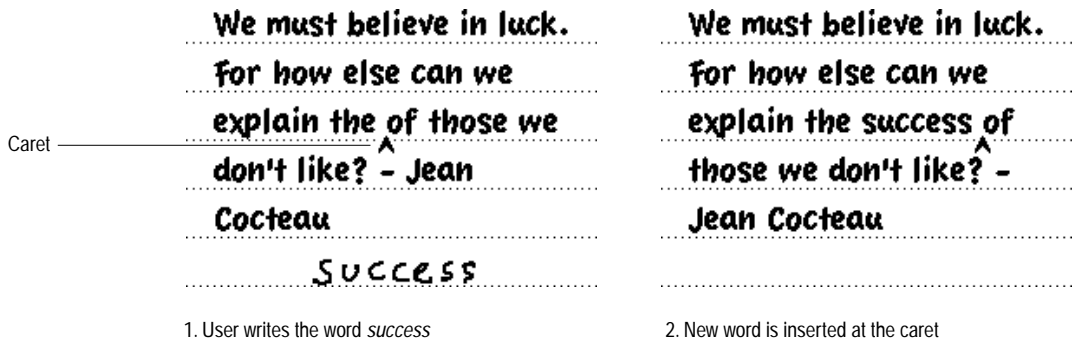 We must believe in luck.
For how else can we
explain the of those we
don't like? - Jean
Cocteau
success
Caret
1. User writes the word success
We must believe in luck.
For how else can we
explain the success of
those we don't like? -
Jean Cocteau
2. New word is inserted at the caret